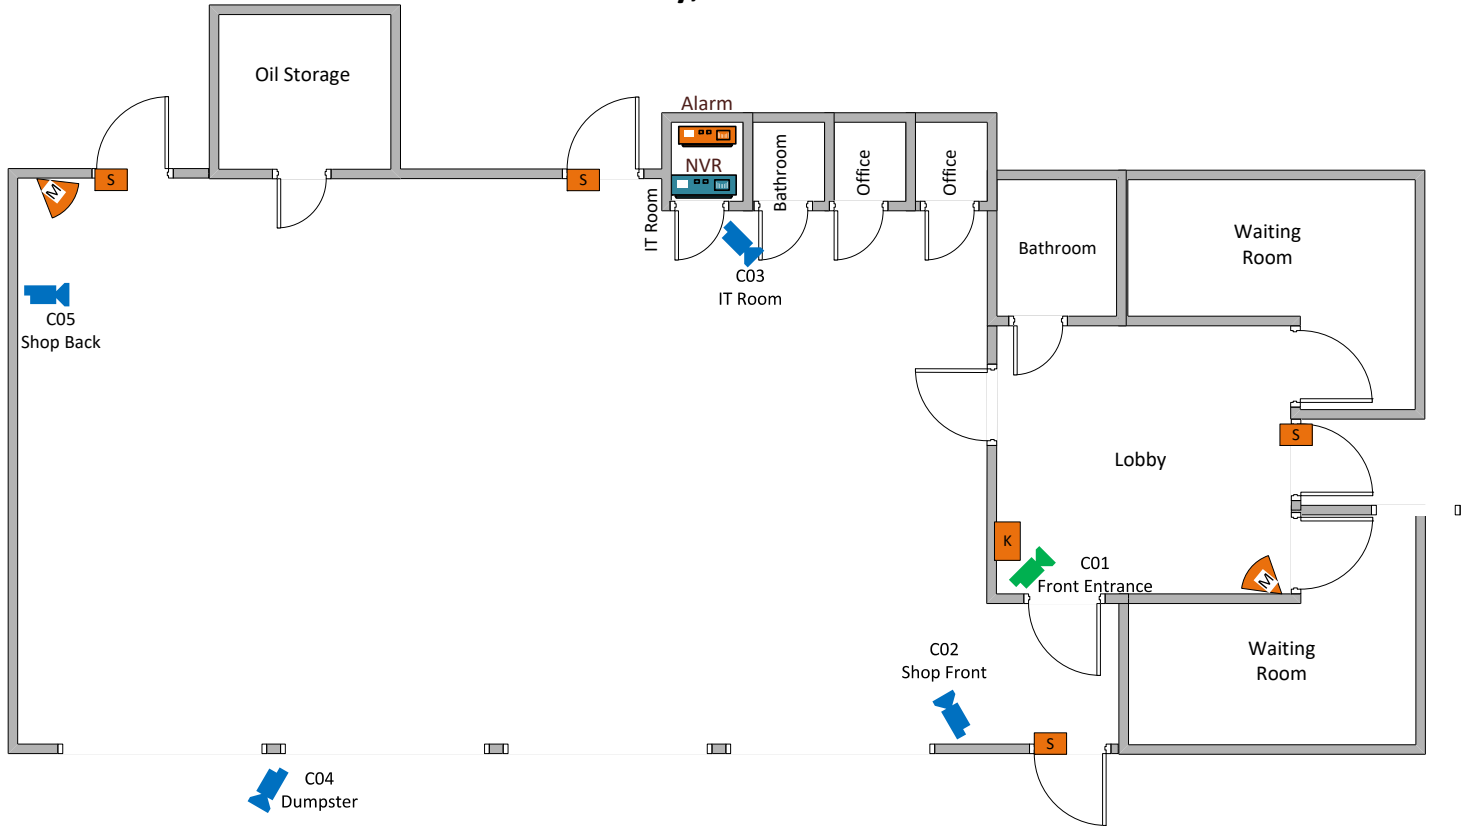 Oil Storage
Alarm
NVR
IT Room
Bathroom
Office
Office
S
S
M
C03
IT Room
C05
Shop Back
Bathroom
Waiting
Room
Lobby
S
K
C01
Front Entrance
M
C02
Shop Front
Waiting
Room
S
C04
Dumpster